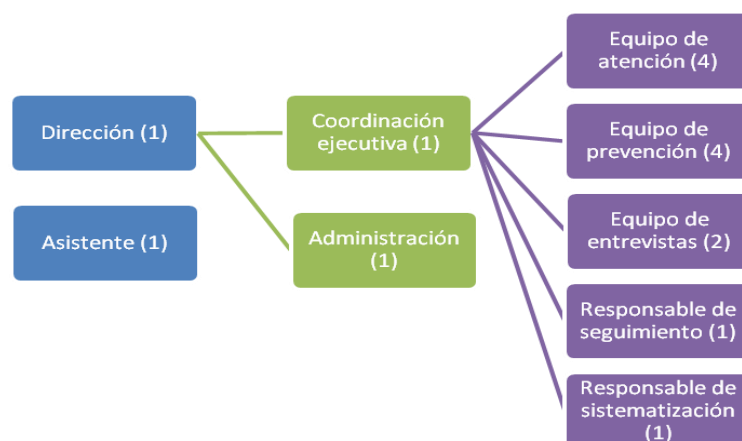 Dirección (1)
Asistente (1)
Coordinación
ejecutiva (1)
Administración
(1)
Equipo de
atención (4)
Equipo de
prevención (4)
Equipo de
entrevistas (2)
Responsable de
seguimiento (1)
Responsable de
sistematización
(1)